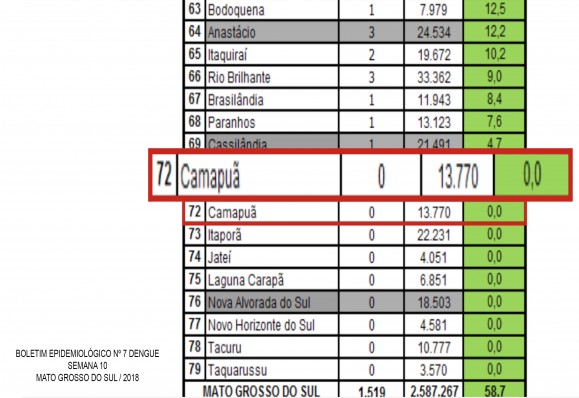 63 Bodoquena 1 7.979 12,5
64 Anastácio 3 24.534 12,2
65 Itaquiraí 2 19.672 10,2
66 Rio Brilhante 3 33.362 9,0
67 Brasilândia 1 11.943 8,4
68 Paranhos 1 13.123 7,6
69 Cassilândia 1 21.491 4,7
72 Camapuã 0 13.770 0,0
72 Camapuã 0 13.770 0,0
73 Itaporã 0 22.231 0,0
74 Jateí 0 4.051 0,0
75 Laguna Carapã 0 6.851 0,0
76 Nova Alvorada do Sul 0 18.503 0,0
77 Novo Horizonte do Sul 0 4.581 0,0
78 Tacuru 0 10.777 0,0
79 Taquarussu 0 3.570 0,0
MATO GROSSO DO SUL 1.519 2.587.267 58,7
BOLETIM EPIDEMIOLÓGICO Nº 7 DENGUE
SEMANA 10
MATO GROSSO DO SUL / 2018